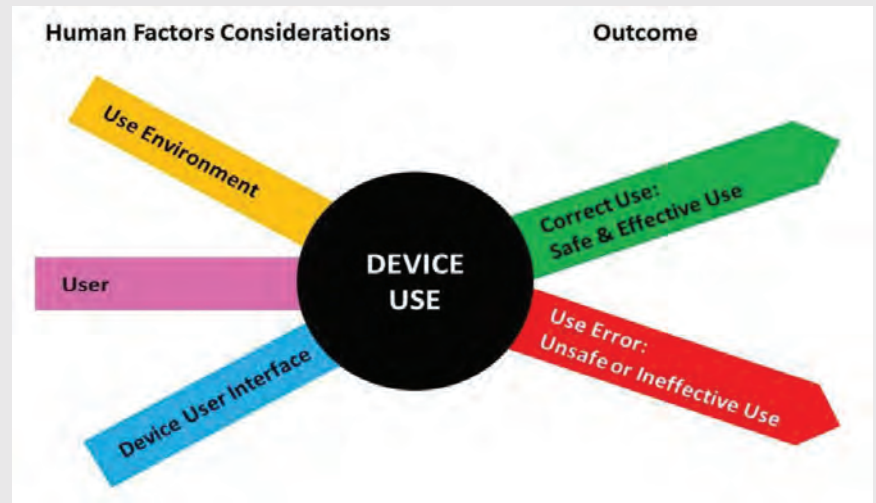 Human Factors Considerations
Outcome
Use Environment
User
Device User Interface
DEVICE
USE
Correct Use:
Safe & Effective Use
Use Error:
Unsafe or Ineffective Use